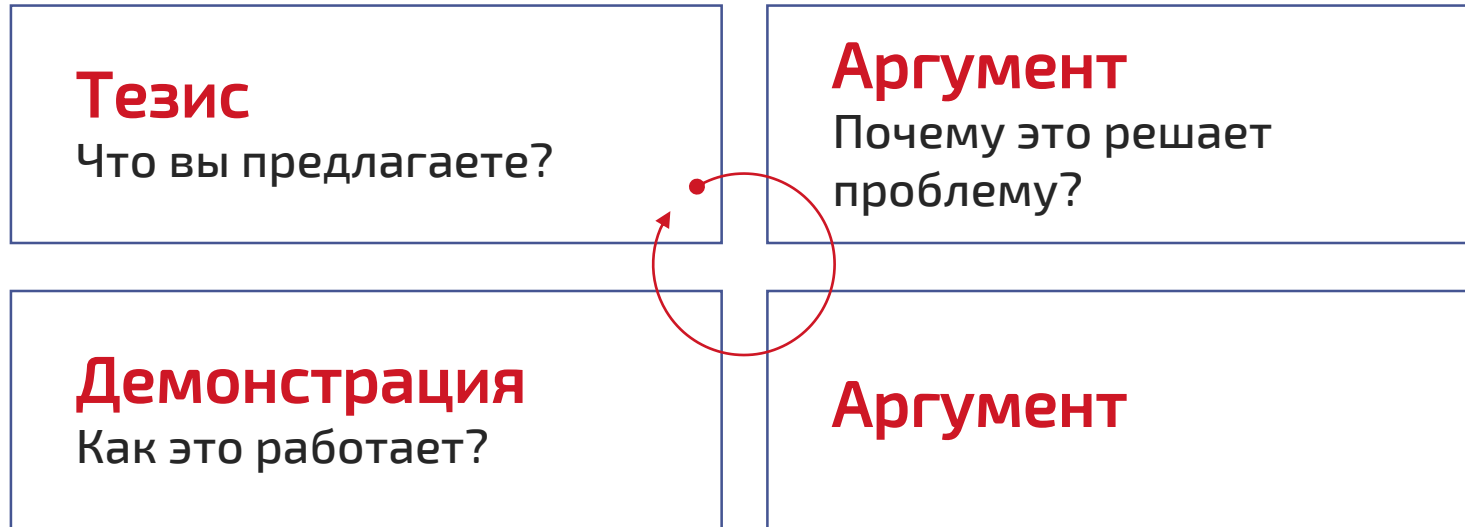 Тезис
Что вы предлагаете?
Аргумент
Почему это решает
проблему?
Демонстрация
Как это работает?
Аргумент